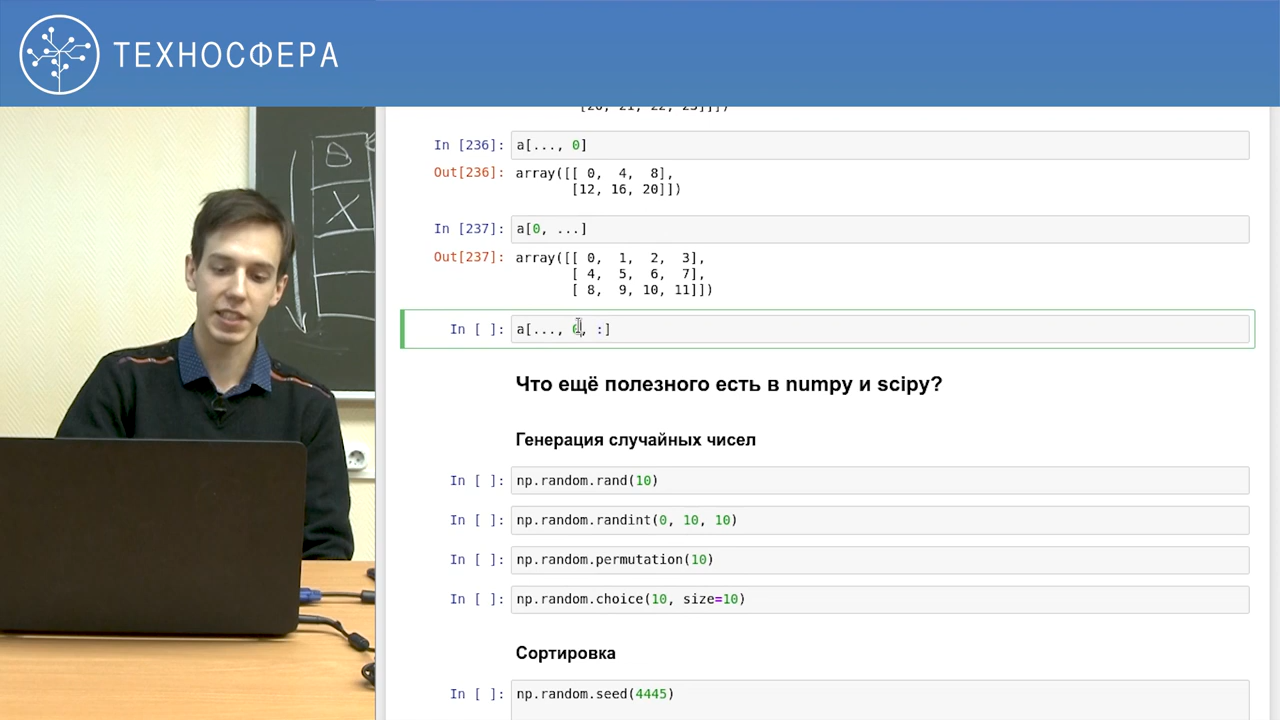 ТЕХНОСФЕРА
In [236]: a[..., 0]
Out[236]: array([[ 0,  4,  8],
[12, 16, 20]])
In [237]: a[0, ...]
Out[237]: array([[ 0,  1,  2,  3],
[ 4,  5,  6,  7],
[ 8,  9, 10, 11]])
In [ ]: a[..., 0, :]
Что ещё полезного есть в numpy и scipy?
Генерация случайных чисел
In [ ]: np.random.rand(10)
In [ ]: np.random.randint(0, 10, 10)
In [ ]: np.random.permutation(10)
In [ ]: np.random.choice(10, size=10)
Сортировка
In [ ]: np.random.seed(4445)